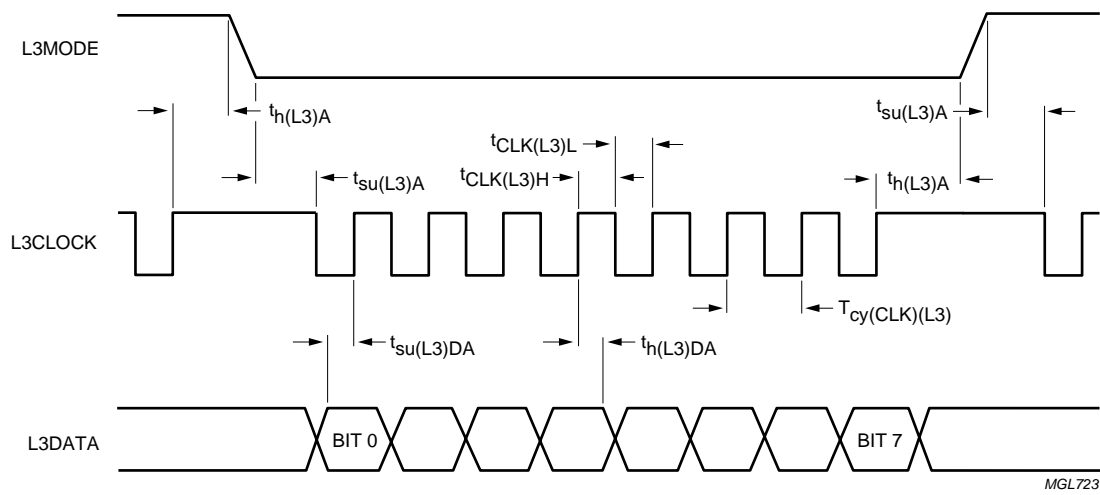 L3MODE
th(L3)A
tsu(L3)A
tCLK(L3)L
tCLK(L3)H
tsu(L3)A
th(L3)A
L3CLOCK
Tcy(CLK)(L3)
tsu(L3)DA
th(L3)DA
L3DATA
BIT 0
BIT 7
MGL723